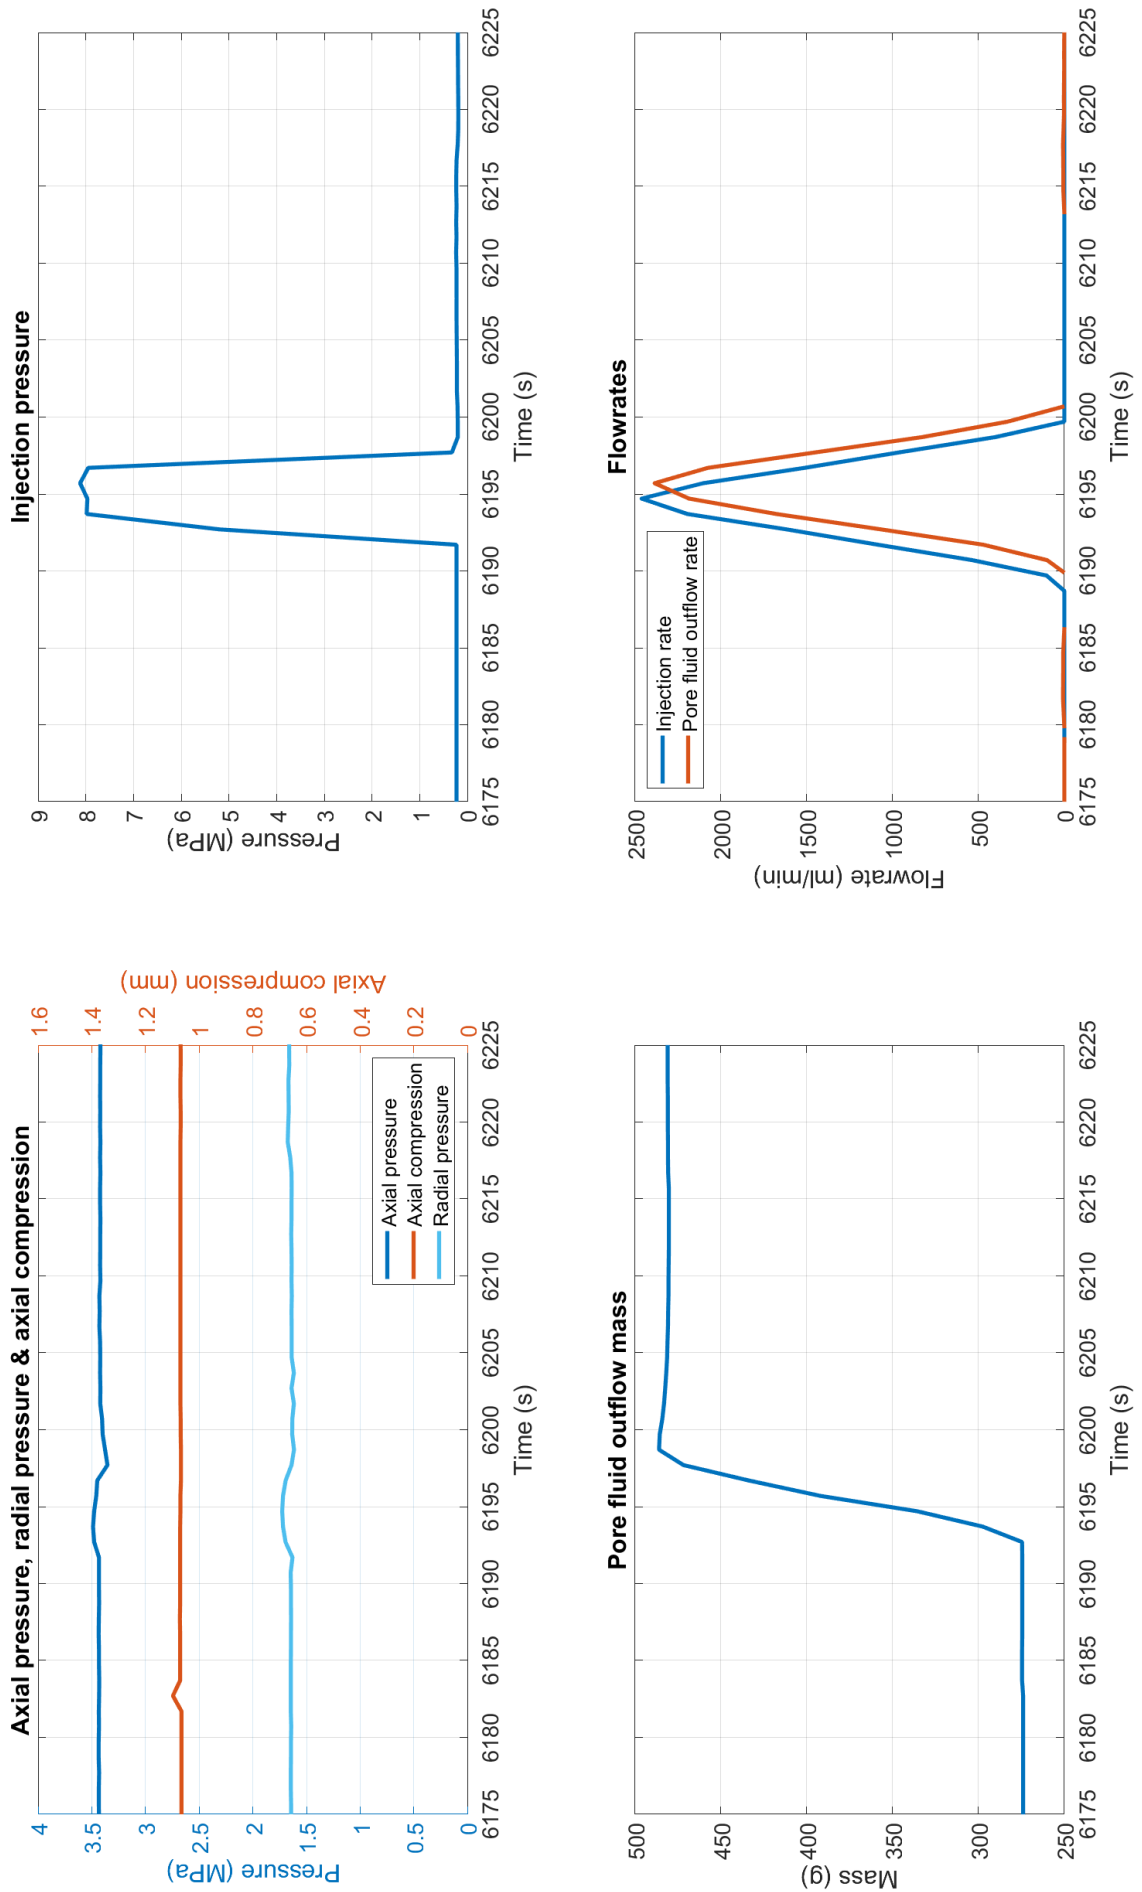 Axial pressure, radial pressure & axial compression
4
3.5
3
2.5
2
1.5
1
0.5
0
Pressure (MPa)
1.6
1.4
1.2
1
0.8
0.6
0.4
0.2
0
Axial compression (mm)
Axial pressure
Axial compression
Radial pressure
6175 6180 6185 6190 6195 6200 6205 6210 6215 6220 6225
Time (s)
Injection pressure
9
8
7
6
5
4
3
2
1
0
Pressure (MPa)
6175 6180 6185 6190 6195 6200 6205 6210 6215 6220 6225
Time (s)
Pore fluid outflow mass
500
450
400
350
300
250
Mass (g)
6175 6180 6185 6190 6195 6200 6205 6210 6215 6220 6225
Time (s)
Flowrates
2500
2000
1500
1000
500
0
Flowrate (ml/min)
Injection rate
Pore fluid outflow rate
6175 6180 6185 6190 6195 6200 6205 6210 6215 6220 6225
Time (s)